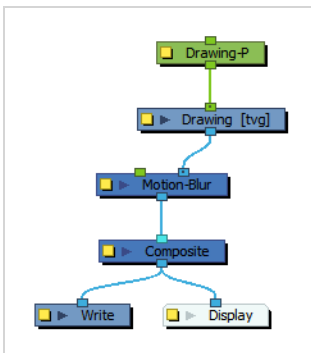 Drawing-P
Drawing [tvg]
Motion-Blur
Composite
Write
Display